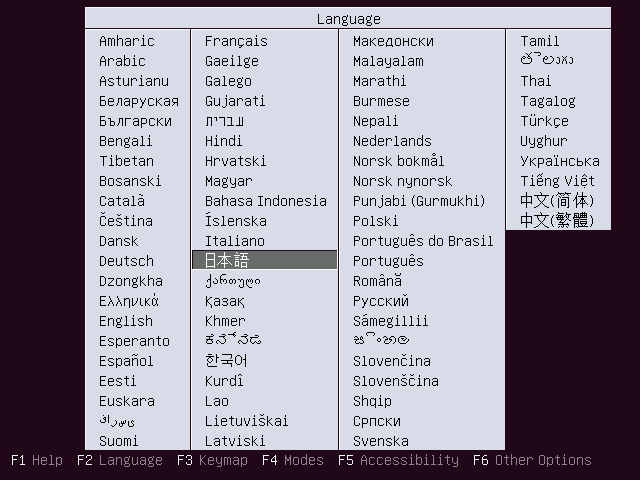 Language
Amharic
Arabic
Asturianu
Беларуская
Български
Bengali
Tibetan
Bosanski
Català
Čeština
Dansk
Deutsch
Dzongkha
Ελληνικά
English
Esperanto
Español
Eesti
Euskara
فارسی
Suomi
Français
Gaeilge
Galego
Gujarati
עברית
Hindi
Hrvatski
Magyar
Bahasa Indonesia
Íslenska
Italiano
日本語
ქართული
Қазақ
Khmer
ಕನ್ನಡ
한국어
Kurdî
Lao
Lietuviškai
Latviski
Македонски
Malayalam
Marathi
Burmese
Nepali
Nederlands
Norsk bokmål
Norsk nynorsk
Punjabi (Gurmukhi)
Polski
Português do Brasil
Português
Română
Русский
Sámegillii
සිංහල
Slovenčina
Slovenščina
Shqip
Српски
Svenska
Tamil
తెలుగు
Thai
Tagalog
Türkçe
Uyghur
Українська
Tiếng Việt
中文(简体)
中文(繁體)
F1 Help F2 Language F3 Keymap F4 Modes F5 Accessibility F6 Other Options